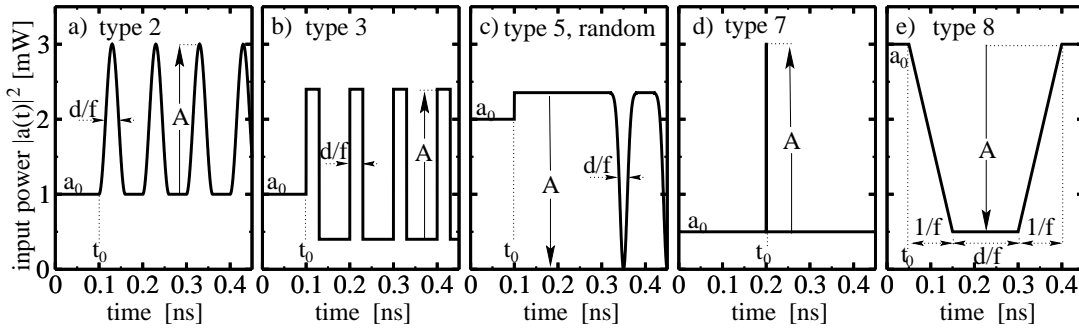 a) type 2
b) type 3
c) type 5, random
d) type 7
e) type 8
input power |a(t)|² [mW]
3
2
1
0
a₀
d/f
A
t₀
a₀
d/f
A
t₀
a₀
A
d/f
t₀
a₀
A
t₀
a₀
A
1/f
d/f
1/f
t₀
0 0.1 0.2 0.3 0.4
0 0.1 0.2 0.3 0.4
0 0.1 0.2 0.3 0.4
0 0.1 0.2 0.3 0.4
0 0.1 0.2 0.3 0.4
time [ns]
time [ns]
time [ns]
time [ns]
time [ns]